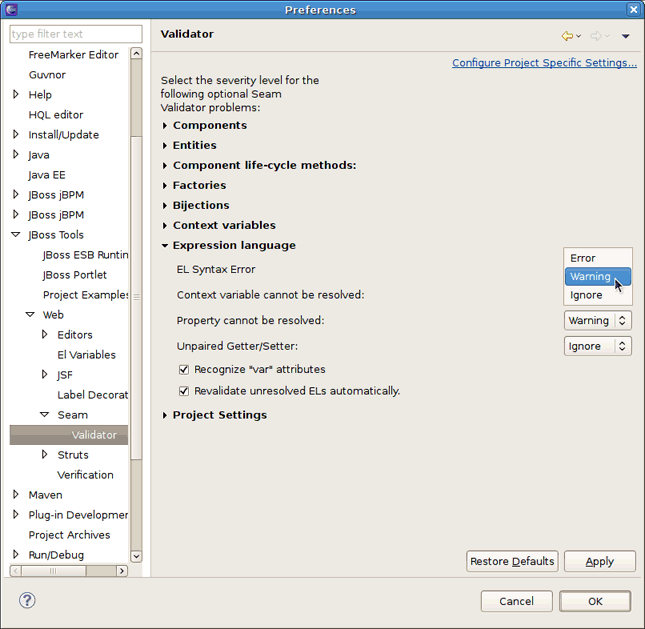 Preferences
type filter text
FreeMarker Editor
Guvnor
Help
HQL editor
Install/Update
Java
Java EE
JBoss jBPM
JBoss jBPM
JBoss Tools
JBoss ESB Runtin
JBoss Portlet
Project Examples
Web
Editors
El Variables
JSF
Label Decorat
Seam
Validator
Struts
Verification
Maven
Plug-in Developmer
Project Archives
Run/Debug
Validator
Configure Project Specific Settings...
Select the severity level for the
following optional Seam
Validator problems:
Components
Entities
Component life-cycle methods:
Factories
Bijections
Context variables
Expression language
EL Syntax Error
Error
Warning
Ignore
Context variable cannot be resolved:
Property cannot be resolved: Warning
Unpaired Getter/Setter: Ignore
Recognize "var" attributes
Revalidate unresolved ELs automatically.
Project Settings
Restore Defaults Apply
? Cancel OK